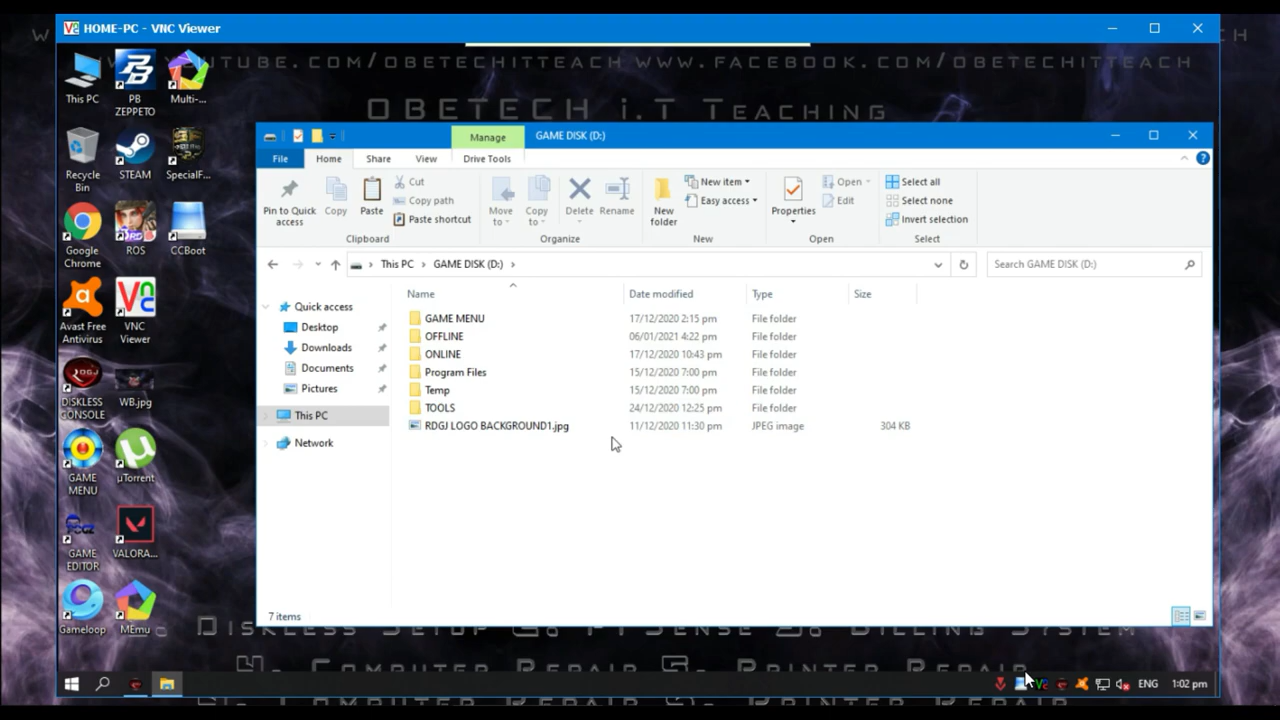 HOME-PC - VNC Viewer
UTUBE.COM/OBETECHITTEACH WWW.FACEBOOK.COM/OBETECHITTEACH
OBETECH i.T TEACHING
This PC
PB
ZEPPETO
Multi-...
Recycle
Bin
STEAM
SpecialF...
Google
Chrome
ROS
CCBoot
Avast Free
Antivirus
VNC
Viewer
DISKLESS
CONSOLE
WB.jpg
GAME
MENU
µTorrent
GAME
EDITOR
VALORA...
Gameloop
MEmu
Manage
GAME DISK (D:)
File
Home
Share
View
Drive Tools
Pin to Quick
access
Copy
Paste
Cut
Copy path
Paste shortcut
Clipboard
Move
to
Copy
to
Delete
Rename
Organize
New
folder
New item
Easy access
New
Properties
Open
Edit
Open
Select all
Select none
Invert selection
Select
This PC
GAME DISK (D:)
Search GAME DISK (D:)
Quick access
Desktop
Downloads
Documents
Pictures
This PC
Network
Name Date modified Type Size
GAME MENU 17/12/2020 2:15 pm File folder
OFFLINE 06/01/2021 4:22 pm File folder
ONLINE 17/12/2020 10:43 pm File folder
Program Files 15/12/2020 7:00 pm File folder
Temp 15/12/2020 7:00 pm File folder
TOOLS 24/12/2020 12:25 pm File folder
RDGJ LOGO BACKGROUND1.jpg 11/12/2020 11:30 pm JPEG image 304 KB
7 items
BILLING SYSTEM
4. COMPUTER REPAIR 5. PRINTER REPAIR
ENG
1:02 pm